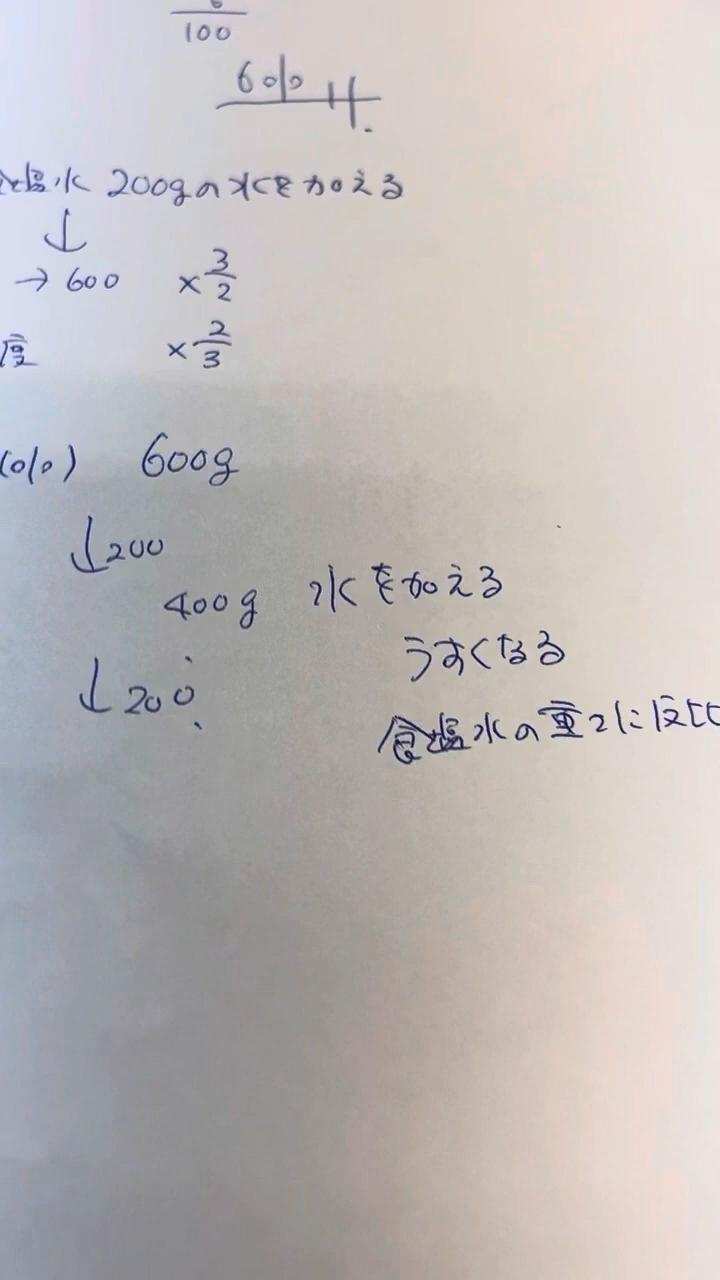 100
6%
食塩水 200gの水を加える
↓
→ 600 × 3/2
度 × 2/3
(%) 600g
↓200
400g 水を加える
うすくなる
↓200
食塩水の重さに反比